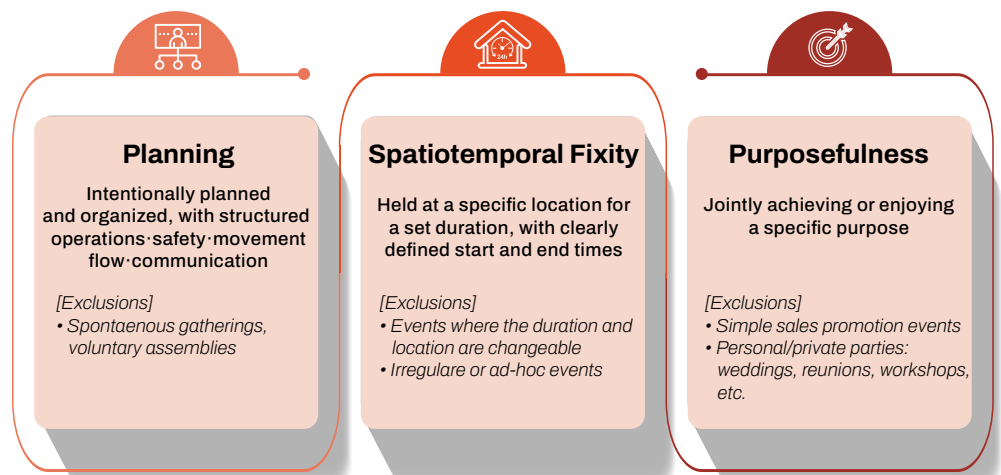 24h
Planning
Intentionally planned
and organized, with structured
operations·safety·movement
flow·communication
[Exclusions]
• Spontaenous gatherings,
voluntary assemblies
Spatiotemporal Fixity
Held at a specific location for
a set duration, with clearly
defined start and end times
[Exclusions]
• Events where the duration and
location are changeable
• Irregulare or ad-hoc events
Purposefulness
Jointly achieving or enjoying
a specific purpose
[Exclusions]
• Simple sales promotion events
• Personal/private parties:
weddings, reunions, workshops,
etc.